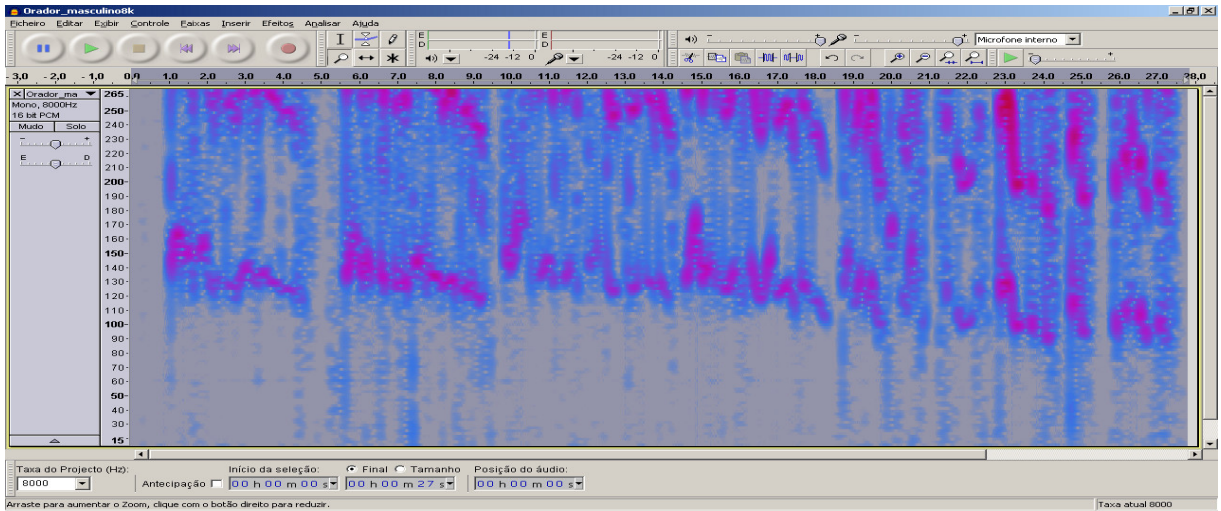 Orador_masculino8k
Ficheiro Editar Exibir Controle Faixas Inserir Efeitos Analisar Ajuda
E D
-24 -12 0
E D
-24 -12 0
- +
- +
Microfone interno
- +
- 3,0 - 2,0 - 1,0 0,0 1,0 2,0 3,0 4,0 5,0 6,0 7,0 8,0 9,0 10,0 11,0 12,0 13,0 14,0 15,0 16,0 17,0 18,0 19,0 20,0 21,0 22,0 23,0 24,0 25,0 26,0 27,0 28,0
X Orador_ma
Mono, 8000Hz
16 bit PCM
Mudo Solo
- +
E D
265-
250-
240-
230-
220-
210-
200-
190-
180-
170-
160-
150-
140-
130-
120-
110-
100-
90-
80-
70-
60-
50-
40-
30-
15-
Taxa do Projecto (Hz): Início da seleção: Final Tamanho Posição do áudio:
8000 Antecipação 00 h 00 m 00 s 00 h 00 m 27 s 00 h 00 m 00 s
Arraste para aumentar o Zoom, clique com o botão direito para reduzir. Taxa atual 8000